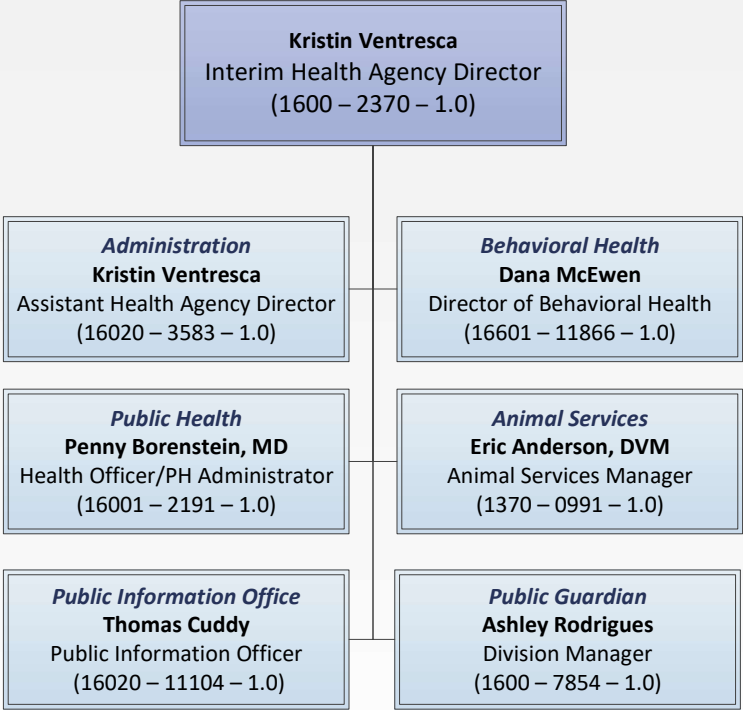 Kristin Ventresca
Interim Health Agency Director
(1600 – 2370 – 1.0)
Administration
Kristin Ventresca
Assistant Health Agency Director
(16020 – 3583 – 1.0)
Behavioral Health
Dana McEwen
Director of Behavioral Health
(16601 – 11866 – 1.0)
Public Health
Penny Borenstein, MD
Health Officer/PH Administrator
(16001 – 2191 – 1.0)
Animal Services
Eric Anderson, DVM
Animal Services Manager
(1370 – 0991 – 1.0)
Public Information Office
Thomas Cuddy
Public Information Officer
(16020 – 11104 – 1.0)
Public Guardian
Ashley Rodrigues
Division Manager
(1600 – 7854 – 1.0)